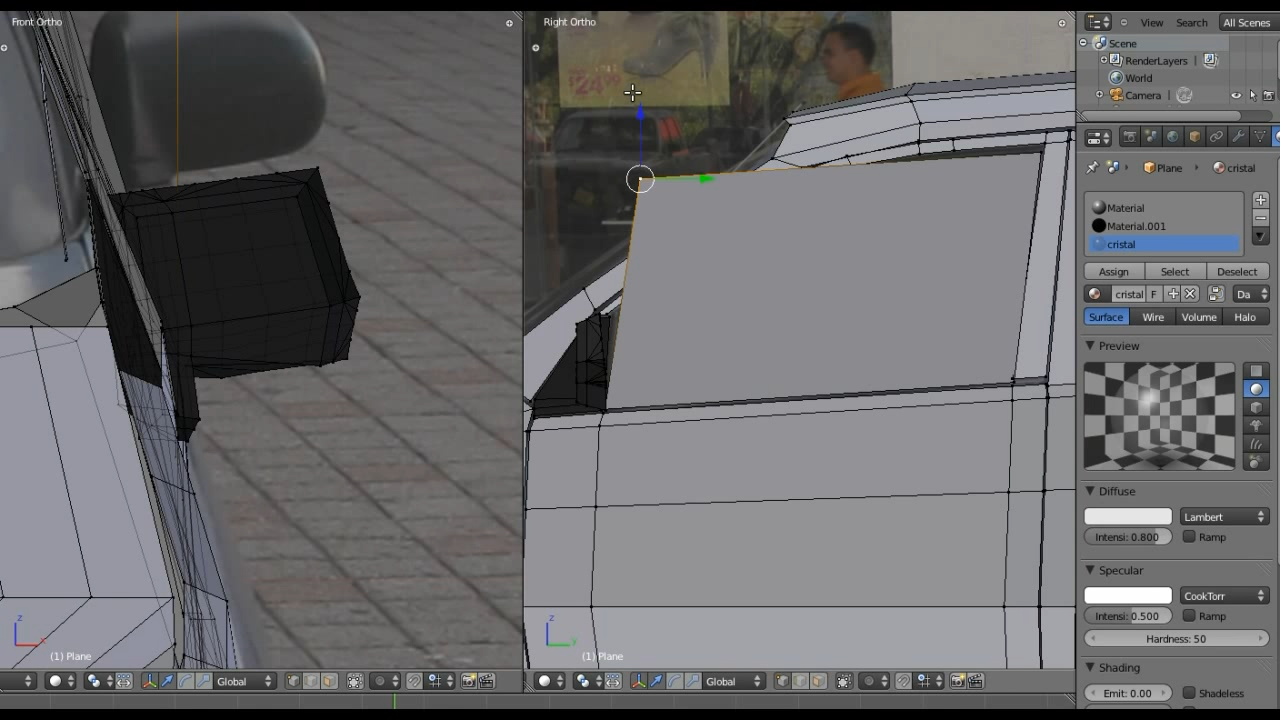 Front Ortho
Right Ortho
View Search All Scenes
Scene
RenderLayers
World
Camera
Plane cristal
Material
Material.001
cristal
Assign Select Deselect
cristal F Da
Surface Wire Volume Halo
Preview
Diffuse
Lambert
Intensi: 0.800 Ramp
Specular
CookTorr
Intensi: 0.500 Ramp
Hardness: 50
Shading
Emit: 0.00 Shadeless
z
x
(1) Plane
z
y
(1) Plane
Global
Global